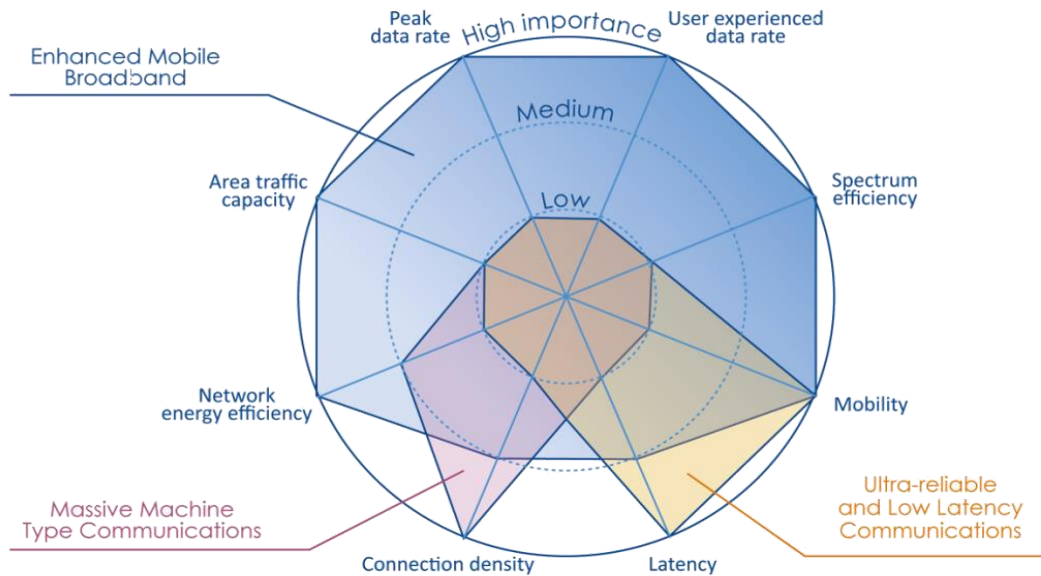 Peak
data rate
High importance
User experienced
data rate
Enhanced Mobile
Broadband
Medium
Area traffic
capacity
Low
Spectrum
efficiency
Network
energy efficiency
Mobility
Massive Machine
Type Communications
Ultra-reliable
and Low Latency
Communications
Connection density
Latency